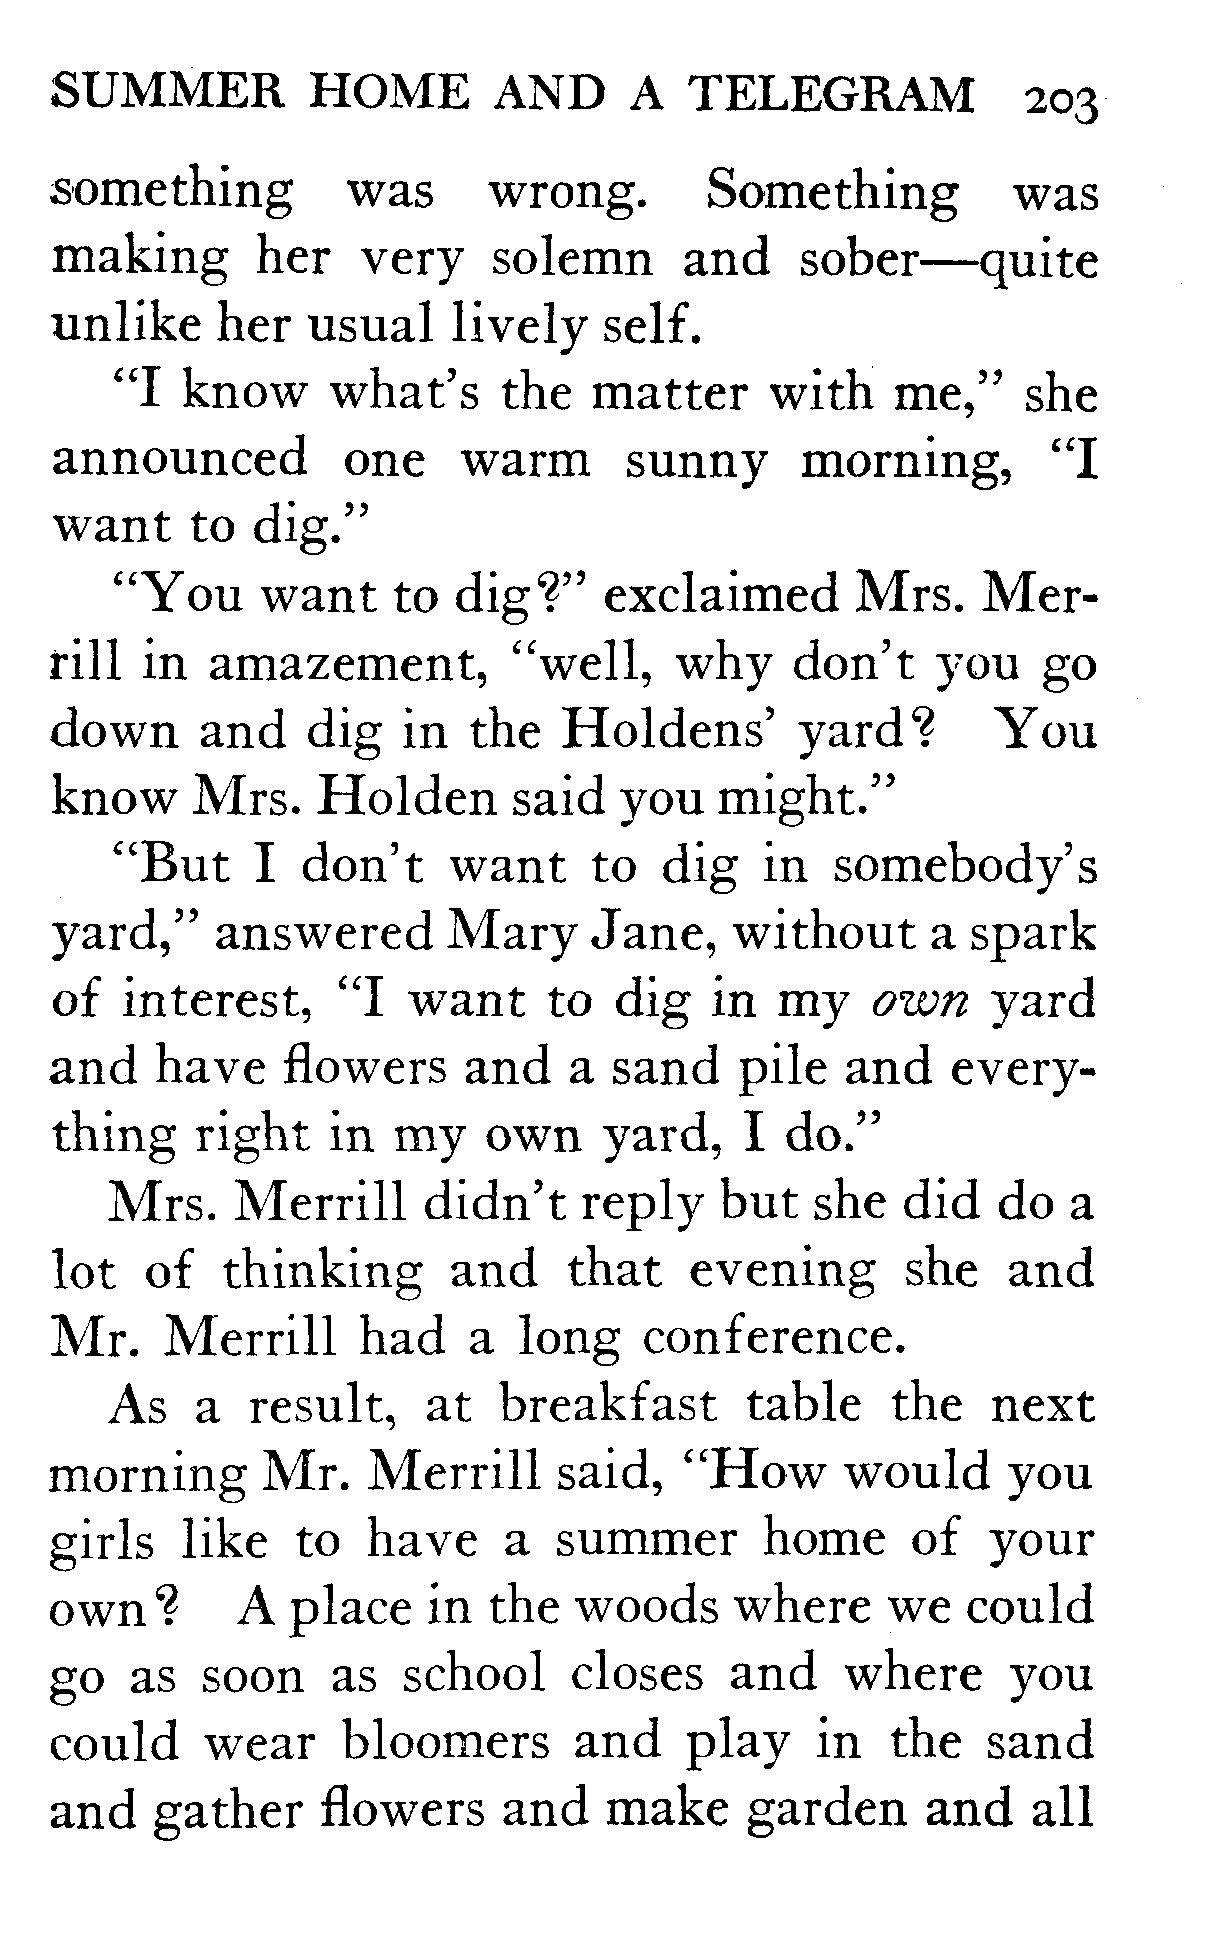 SUMMER HOME AND A TELEGRAM 203
something was wrong. Something was
making her very solemn and sober—quite
unlike her usual lively self.
“I know what’s the matter with me,” she
announced one warm sunny morning, “I
want to dig.”
“You want to dig?” exclaimed Mrs. Mer-
rill in amazement, “well, why don’t you go
down and dig in the Holdens’ yard? You
know Mrs. Holden said you might.”
“But I don’t want to dig in somebody’s
yard,” answered Mary Jane, without a spark
of interest, “I want to dig in my own yard
and have flowers and a sand pile and every-
thing right in my own yard, I do.”
Mrs. Merrill didn’t reply but she did do a
lot of thinking and that evening she and
Mr. Merrill had a long conference.
As a result, at breakfast table the next
morning Mr. Merrill said, “How would you
girls like to have a summer home of your
own? A place in the woods where we could
go as soon as school closes and where you
could wear bloomers and play in the sand
and gather flowers and make garden and all